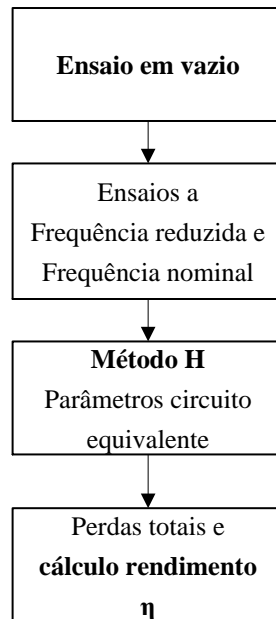 Ensaio em vazio
Ensaios a
Frequência reduzida e
Frequência nominal
Método H
Parâmetros circuito
equivalente
Perdas totais e
cálculo rendimento
η